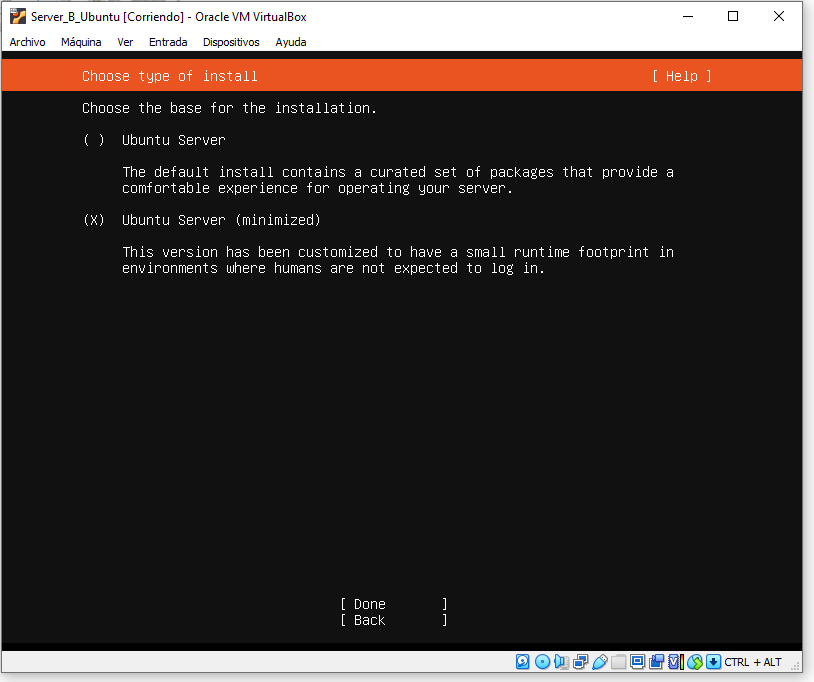 Server_B_Ubuntu [Corriendo] - Oracle VM VirtualBox
Archivo Máquina Ver Entrada Dispositivos Ayuda
Choose type of install [ Help ]
Choose the base for the installation.
( ) Ubuntu Server
The default install contains a curated set of packages that provide a
comfortable experience for operating your server.
(X) Ubuntu Server (minimized)
This version has been customized to have a small runtime footprint in
environments where humans are not expected to log in.
[ Done ]
[ Back ]
CTRL + ALT